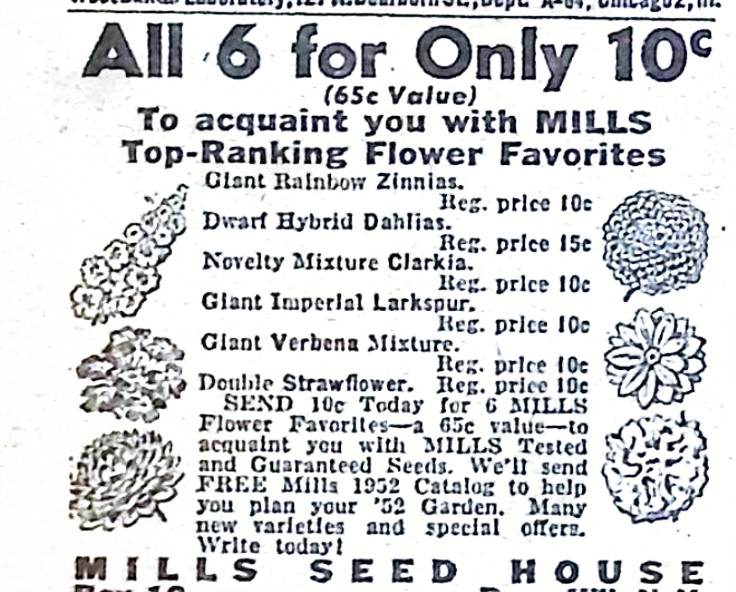 All 6 for Only 10c
(65c Value)
To acquaint you with MILLS
Top-Ranking Flower Favorites
Giant Rainbow Zinnias.
Reg. price 10c
Dwarf Hybrid Dahlias.
Reg. price 15c
Novelty Mixture Clarkia.
Reg. price 10c
Giant Imperial Larkspur.
Reg. price 10c
Giant Verbena Mixture.
Reg. price 10c
Double Strawflower. Reg. price 10c
SEND 10c Today for 6 MILLS
Flower Favorites—a 65c value—to
acquaint you with MILLS Tested
and Guaranteed Seeds. We'll send
FREE Mills 1952 Catalog to help
you plan your '52 Garden. Many
new varieties and special offers.
Write today!
MILLS SEED HOUSE